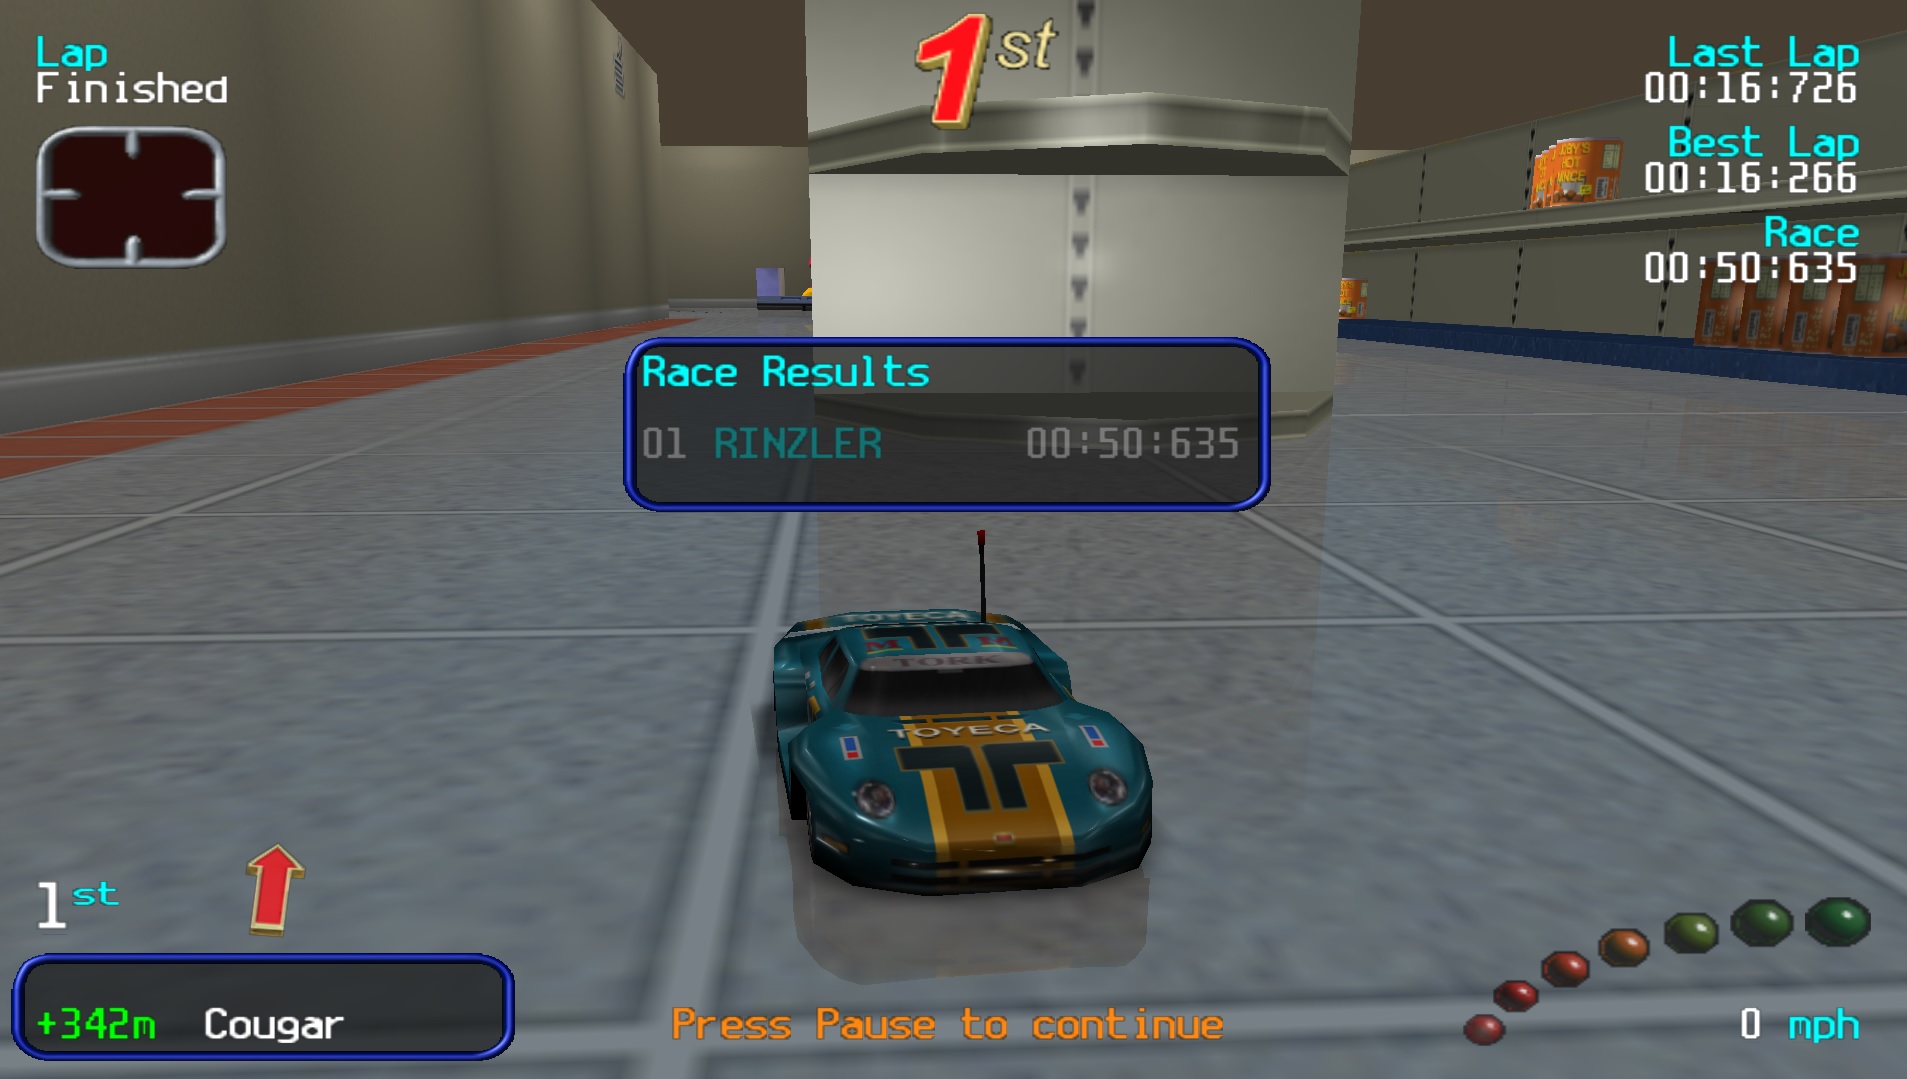 Lap
Finished
1st
Last Lap
00:16:726
Best Lap
00:16:266
Race
00:50:635
HOT
Race Results
01 RINZLER 00:50:635
TOYECA
TORK
TOYECA
1st
+342m Cougar
Press Pause to continue
0 mph